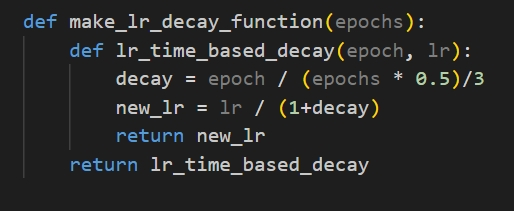 def make_lr_decay_function(epochs):
    def lr_time_based_decay(epoch, lr):
        decay = epoch / (epochs * 0.5)/3
        new_lr = lr / (1+decay)
        return new_lr
    return lr_time_based_decay